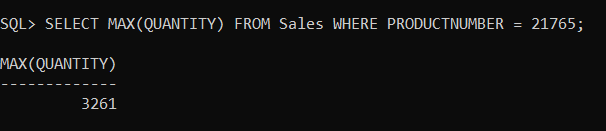 SQL> SELECT MAX(QUANTITY) FROM Sales WHERE PRODUCTNUMBER = 21765;
MAX(QUANTITY)
-------------
3261